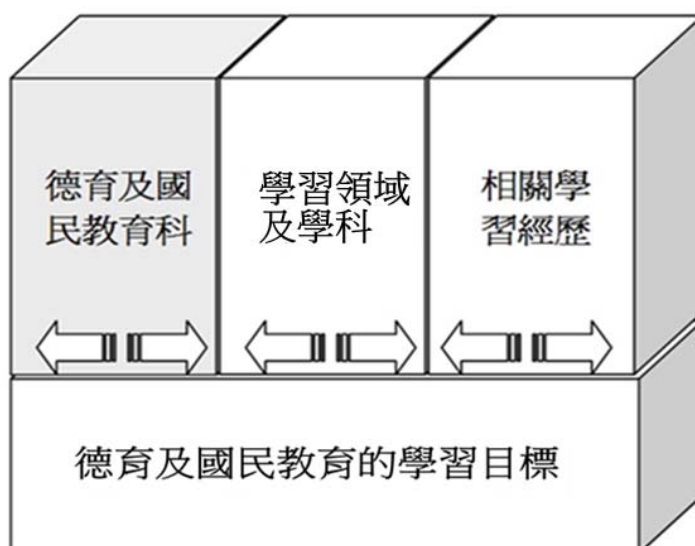 德育及國
民教育科
學習領域
及學科
相關學
習經歷
德育及國民教育的學習目標